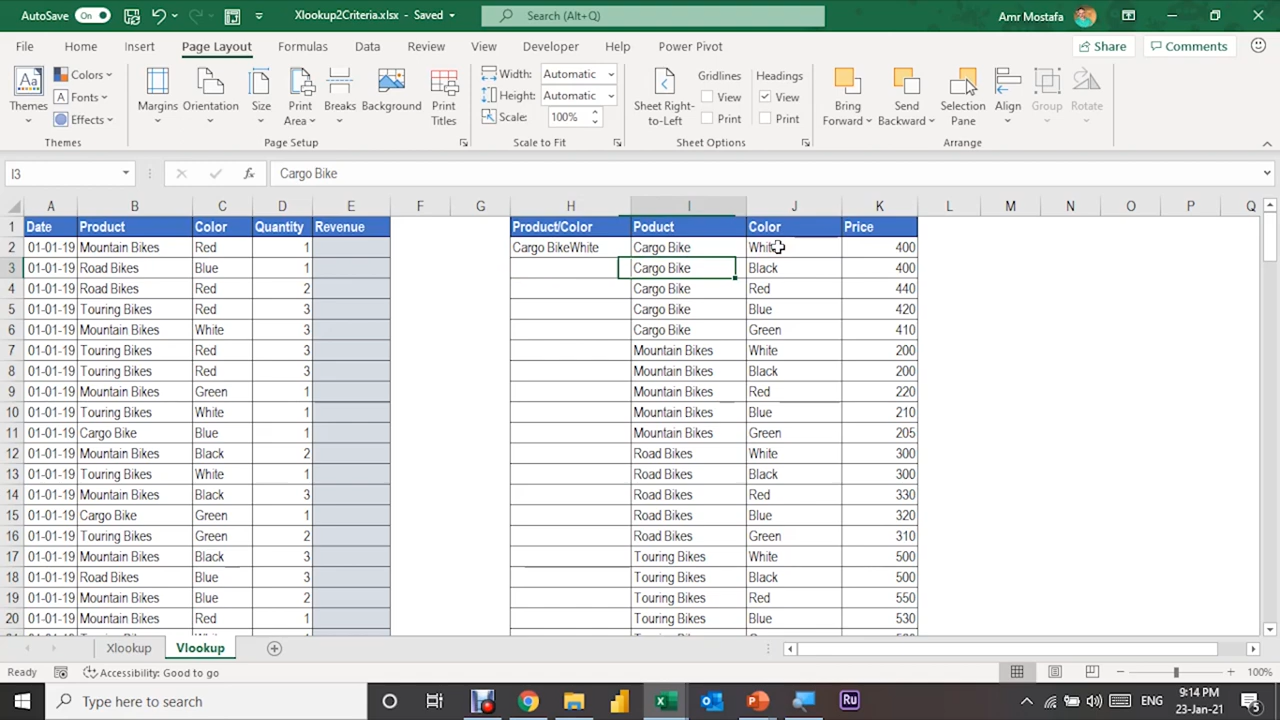 AutoSave On Xlookup2Criteria.xlsx - Saved Search (Alt+Q) Amr Mostafa
File Home Insert Page Layout Formulas Data Review View Developer Help Power Pivot Share Comments
Themes Colors Fonts Effects Margins Orientation Size Print Area Breaks Background Print Titles Width: Automatic Height: Automatic Scale: 100% Sheet Right-to-Left Gridlines View Print Headings View Print Bring Forward Send Backward Selection Pane Align Group Rotate
Themes Page Setup Scale to Fit Sheet Options Arrange
I3 fx Cargo Bike
A B C D E F G H I J K L M N O P Q
1 Date Product Color Quantity Revenue Product/Color Poduct Color Price
2 01-01-19 Mountain Bikes Red 1 Cargo BikeWhite Cargo Bike White 400
3 01-01-19 Road Bikes Blue 1 Cargo Bike Black 400
4 01-01-19 Road Bikes Red 2 Cargo Bike Red 440
5 01-01-19 Touring Bikes Red 3 Cargo Bike Blue 420
6 01-01-19 Mountain Bikes White 3 Cargo Bike Green 410
7 01-01-19 Touring Bikes Red 3 Mountain Bikes White 200
8 01-01-19 Touring Bikes Red 3 Mountain Bikes Black 200
9 01-01-19 Mountain Bikes Green 1 Mountain Bikes Red 220
10 01-01-19 Touring Bikes White 1 Mountain Bikes Blue 210
11 01-01-19 Cargo Bike Blue 1 Mountain Bikes Green 205
12 01-01-19 Mountain Bikes Black 2 Road Bikes White 300
13 01-01-19 Touring Bikes White 1 Road Bikes Black 300
14 01-01-19 Mountain Bikes Black 3 Road Bikes Red 330
15 01-01-19 Cargo Bike Green 1 Road Bikes Blue 320
16 01-01-19 Touring Bikes Green 2 Road Bikes Green 310
17 01-01-19 Mountain Bikes Black 3 Touring Bikes White 500
18 01-01-19 Road Bikes Blue 3 Touring Bikes Black 500
19 01-01-19 Mountain Bikes Blue 2 Touring Bikes Red 550
20 01-01-19 Mountain Bikes Red 1 Touring Bikes Blue 530
Xlookup Vlookup
Ready Accessibility: Good to go 100%
Type here to search Ru ENG 9:14 PM 23-Jan-21 5